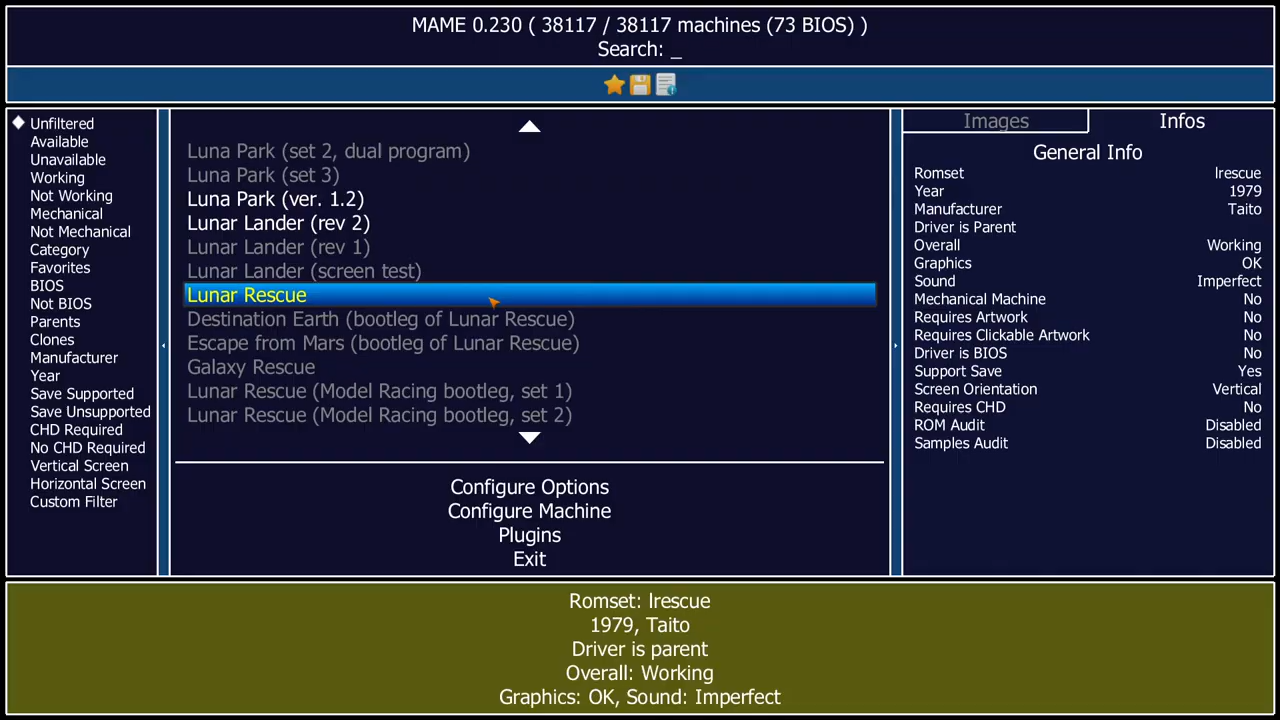 MAME 0.230 ( 38117 / 38117 machines (73 BIOS) )
Search: _
Unfiltered
Available
Unavailable
Working
Not Working
Mechanical
Not Mechanical
Category
Favorites
BIOS
Not BIOS
Parents
Clones
Manufacturer
Year
Save Supported
Save Unsupported
CHD Required
No CHD Required
Vertical Screen
Horizontal Screen
Custom Filter
Luna Park (set 2, dual program)
Luna Park (set 3)
Luna Park (ver. 1.2)
Lunar Lander (rev 2)
Lunar Lander (rev 1)
Lunar Lander (screen test)
Lunar Rescue
Destination Earth (bootleg of Lunar Rescue)
Escape from Mars (bootleg of Lunar Rescue)
Galaxy Rescue
Lunar Rescue (Model Racing bootleg, set 1)
Lunar Rescue (Model Racing bootleg, set 2)
Configure Options
Configure Machine
Plugins
Exit
Images Infos
General Info
Romset lrescue
Year 1979
Manufacturer Taito
Driver is Parent
Overall Working
Graphics OK
Sound Imperfect
Mechanical Machine No
Requires Artwork No
Requires Clickable Artwork No
Driver is BIOS No
Support Save Yes
Screen Orientation Vertical
Requires CHD No
ROM Audit Disabled
Samples Audit Disabled
Romset: lrescue
1979, Taito
Driver is parent
Overall: Working
Graphics: OK, Sound: Imperfect